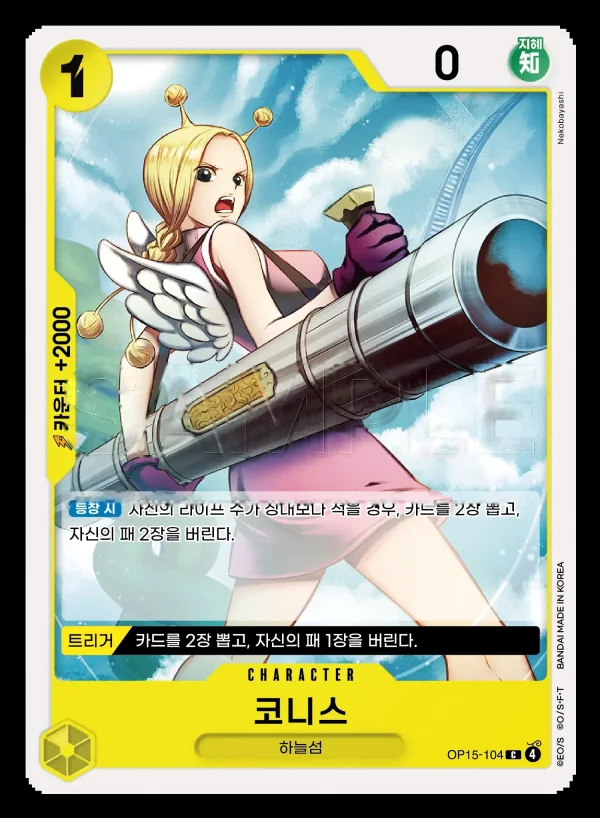 1
0
지혜
知
Nekobayashi
카운터 +2000
SAMPLE
등장 시 자신의 라이프 수가 상대보다 적을 경우, 카드를 2장 뽑고,
자신의 패 2장을 버린다.
트리거 카드를 2장 뽑고, 자신의 패 1장을 버린다.
CHARACTER
코니스
하늘섬
OP15-104 C 4
©EO/S ©O/S·F·T BANDAI MADE IN KOREA